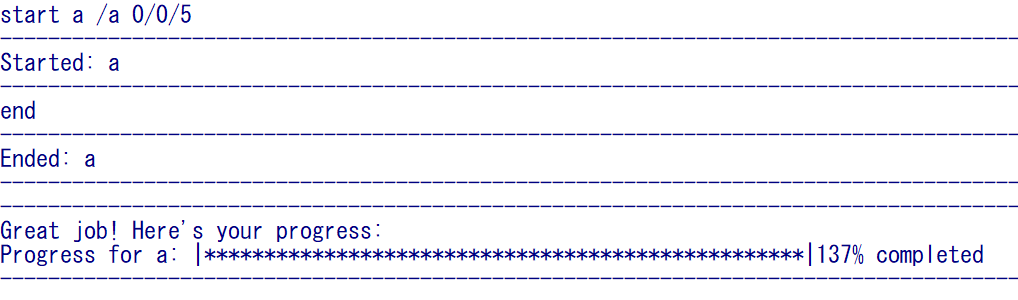 start a /a 0/0/5
-------------------------------------------------------------------------------------
Started: a
-------------------------------------------------------------------------------------
end
-------------------------------------------------------------------------------------
Ended: a
-------------------------------------------------------------------------------------
-------------------------------------------------------------------------------------
Great job! Here's your progress:
Progress for a: |**************************************************|137% completed
-------------------------------------------------------------------------------------